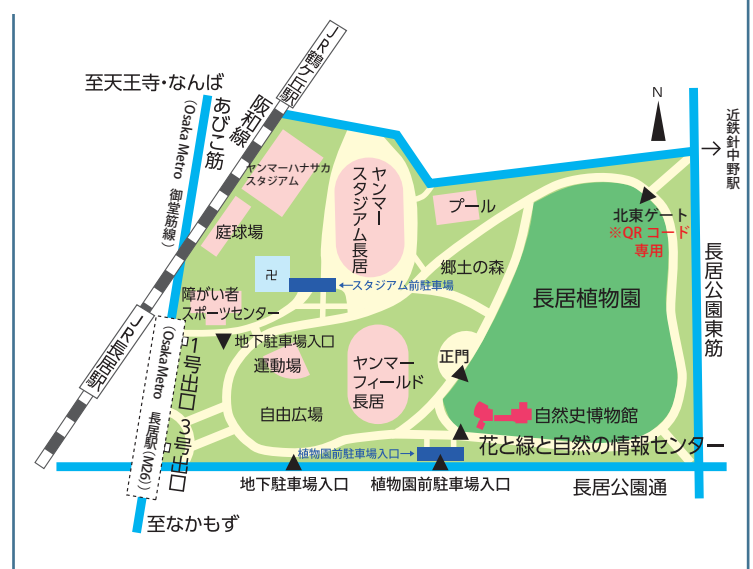 JR鶴ケ丘駅
至天王寺・なんば
(Osaka Metro 御堂筋線)
あびこ筋
阪和線
ヤンマーハナサカ
スタジアム
ヤンマー
スタジアム長居
庭球場
プール
N
近鉄針中野駅
北東ゲート
※QRコード
専用
郷土の森
卍
←スタジアム前駐車場
障がい者
スポーツセンター
長居植物園
長居公園東筋
JR長居駅
(Osaka Metro 長居駅(M26))
1号出口
3号出口
地下駐車場入口
運動場
ヤンマー
フィールド
長居
正門
自由広場
自然史博物館
花と緑と自然の情報センター
植物園前駐車場入口→
地下駐車場入口
植物園前駐車場入口
長居公園通
至なかもず